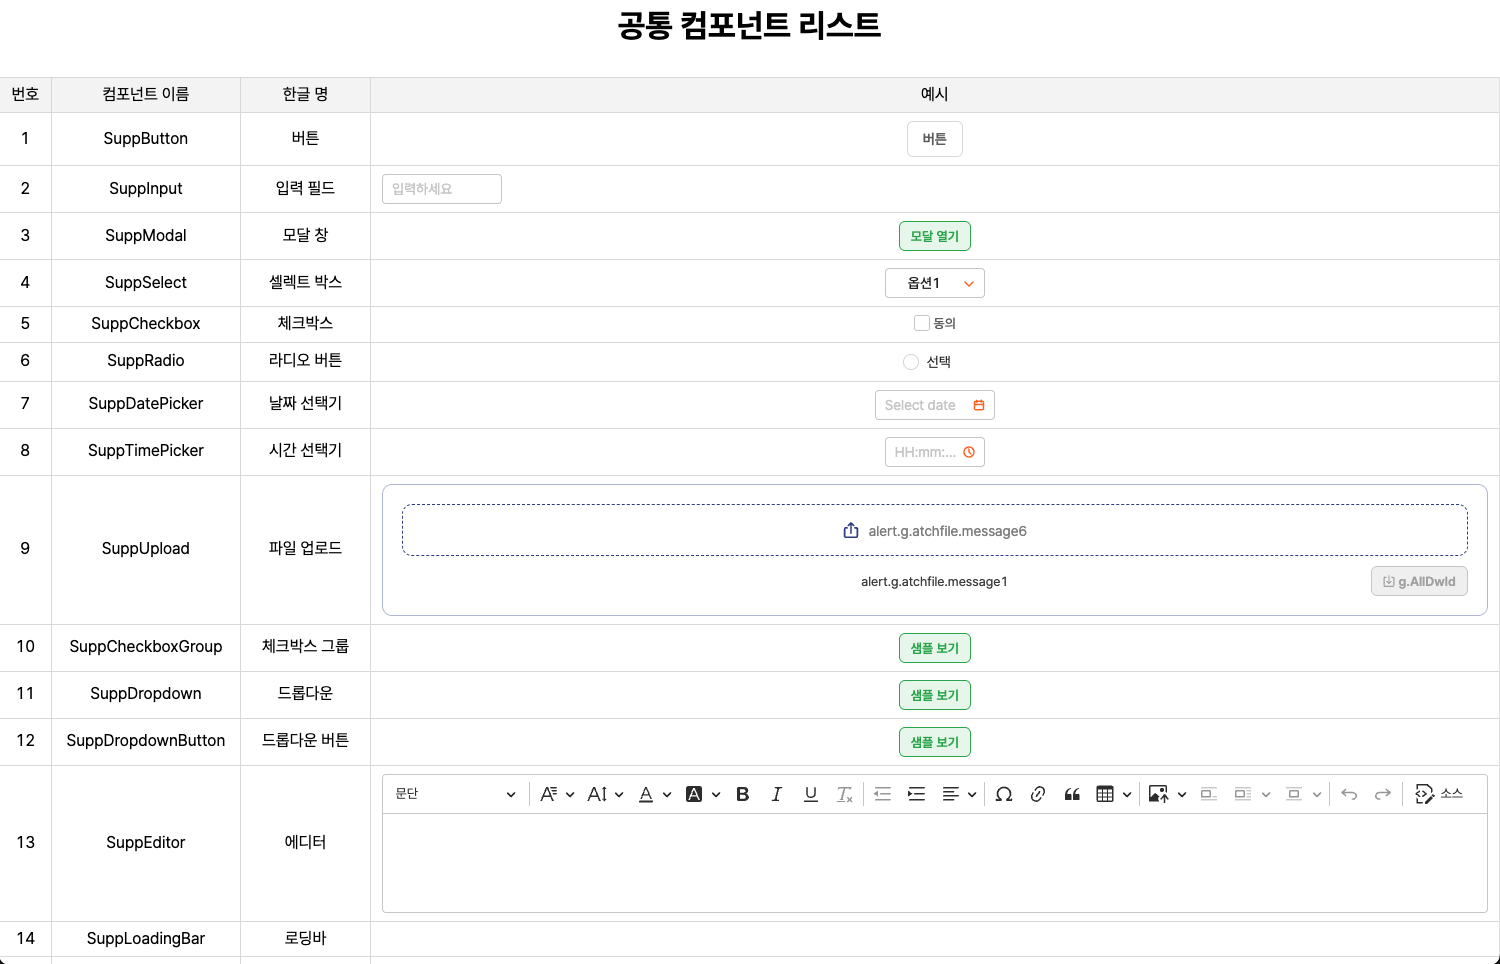 공통 컴포넌트 리스트
번호 컴포넌트 이름 한글 명 예시
1 SuppButton 버튼 버튼
2 SuppInput 입력 필드 입력하세요
3 SuppModal 모달 창 모달 열기
4 SuppSelect 셀렉트 박스 옵션1
5 SuppCheckbox 체크박스 동의
6 SuppRadio 라디오 버튼 선택
7 SuppDatePicker 날짜 선택기 Select date
8 SuppTimePicker 시간 선택기 HH:mm:...
9 SuppUpload 파일 업로드 alert.g.atchfile.message6
alert.g.atchfile.message1 g.AllDwld
10 SuppCheckboxGroup 체크박스 그룹 샘플 보기
11 SuppDropdown 드롭다운 샘플 보기
12 SuppDropdownButton 드롭다운 버튼 샘플 보기
문단 소스
13 SuppEditor 에디터
14 SuppLoadingBar 로딩바